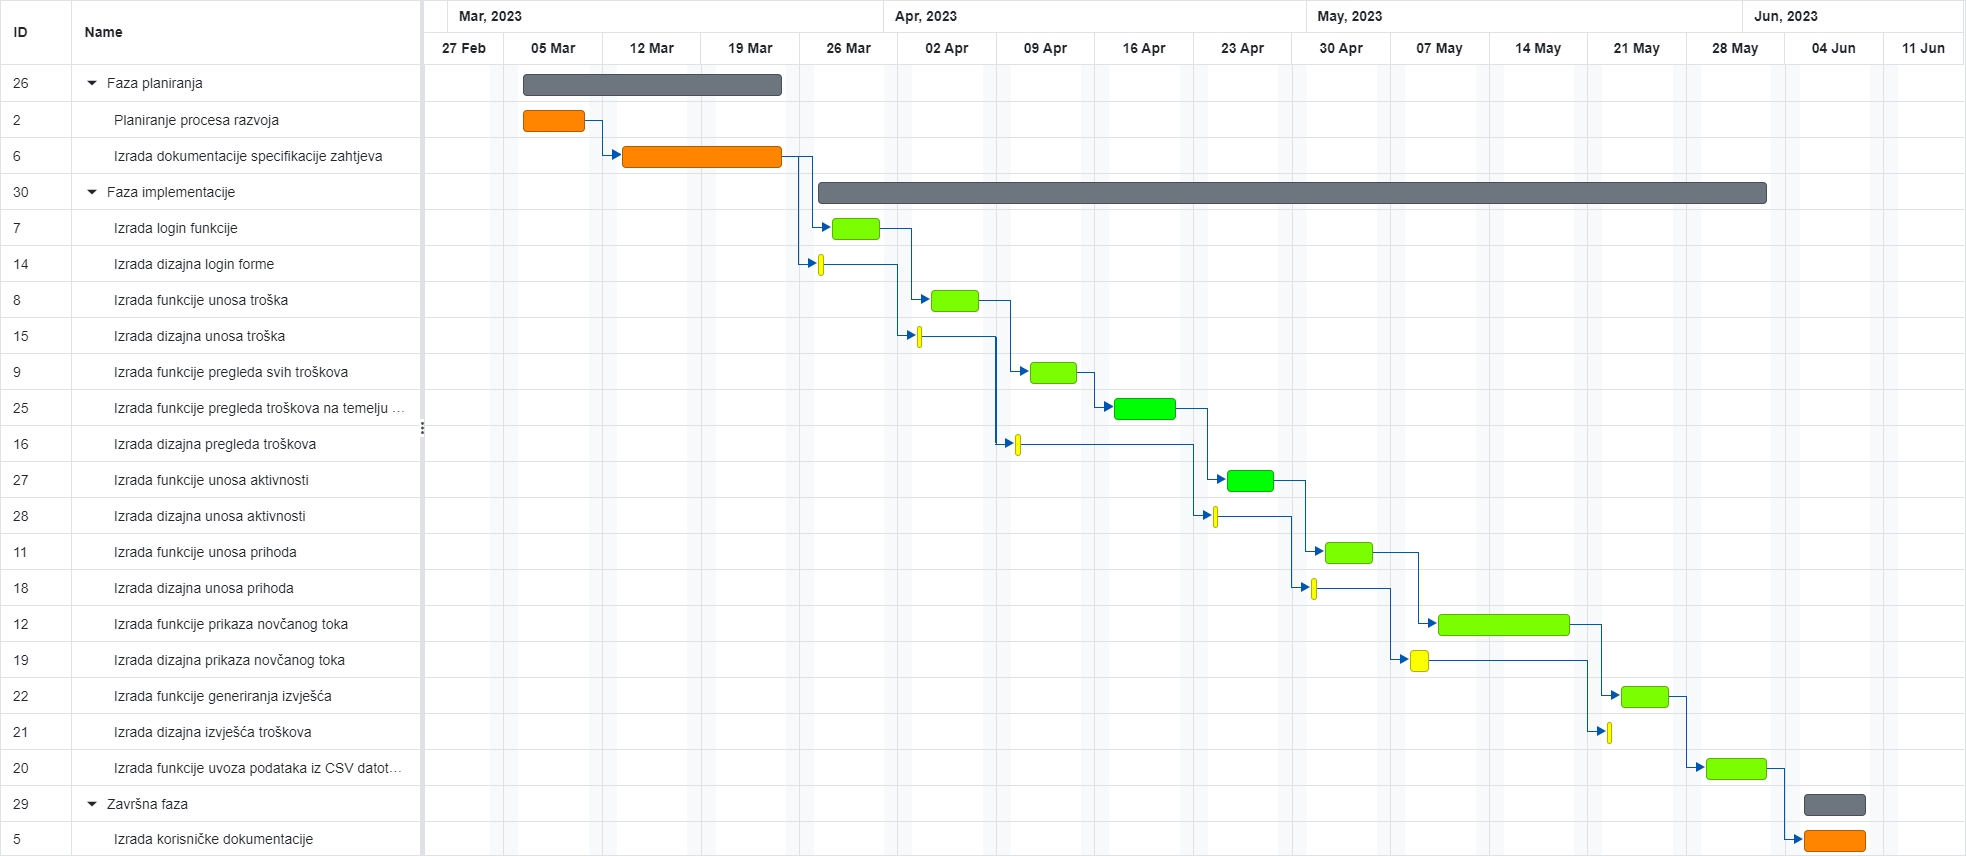 ID Name Mar, 2023 Apr, 2023 May, 2023 Jun, 2023
27 Feb 05 Mar 12 Mar 19 Mar 26 Mar 02 Apr 09 Apr 16 Apr 23 Apr 30 Apr 07 May 14 May 21 May 28 May 04 Jun 11 Jun
26 Faza planiranja
2 Planiranje procesa razvoja
6 Izrada dokumentacije specifikacije zahtjeva
30 Faza implementacije
7 Izrada login funkcije
14 Izrada dizajna login forme
8 Izrada funkcije unosa troška
15 Izrada dizajna unosa troška
9 Izrada funkcije pregleda svih troškova
25 Izrada funkcije pregleda troškova na temelju ...
16 Izrada dizajna pregleda troškova
27 Izrada funkcije unosa aktivnosti
28 Izrada dizajna unosa aktivnosti
11 Izrada funkcije unosa prihoda
18 Izrada dizajna unosa prihoda
12 Izrada funkcije prikaza novčanog toka
19 Izrada dizajna prikaza novčanog toka
22 Izrada funkcije generiranja izvješća
21 Izrada dizajna izvješća troškova
20 Izrada funkcije uvoza podataka iz CSV datot...
29 Završna faza
5 Izrada korisničke dokumentacije